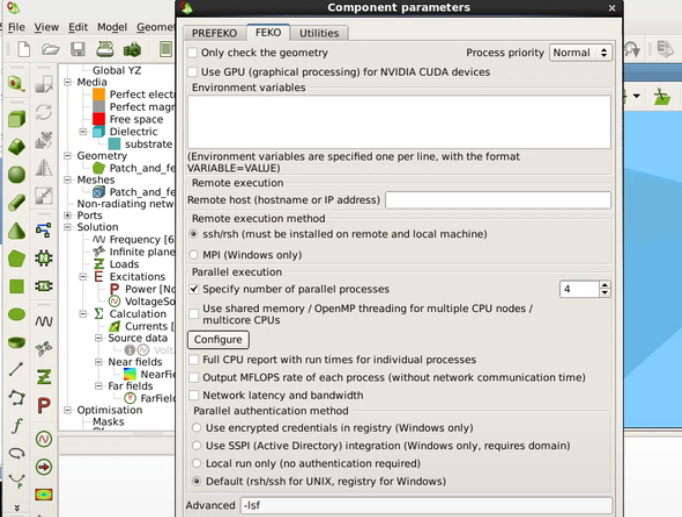 Component parameters
File View Edit Model Geomet
PREFEKO FEKO Utilities
Only check the geometry Process priority Normal
Use GPU (graphical processing) for NVIDIA CUDA devices
Environment variables
(Environment variables are specified one per line, with the format
VARIABLE=VALUE)
Remote execution
Remote host (hostname or IP address)
Remote execution method
ssh/rsh (must be installed on remote and local machine)
MPI (Windows only)
Parallel execution
Specify number of parallel processes 4
Use shared memory / OpenMP threading for multiple CPU nodes /
multicore CPUs
Configure
Full CPU report with run times for individual processes
Output MFLOPS rate of each process (without network communication time)
Network latency and bandwidth
Parallel authentication method
Use encrypted credentials in registry (Windows only)
Use SSPI (Active Directory) integration (Windows only, requires domain)
Local run only (no authentication required)
Default (rsh/ssh for UNIX, registry for Windows)
Advanced -lsf
Global YZ
Media
Perfect electr
Perfect magr
Free space
Dielectric
substrate
Geometry
Patch_and_fe
Meshes
Patch_and_fe
Non-radiating netw
Ports
Solution
Frequency [6
Infinite plane
Loads
Excitations
Power [No
VoltageSo
Calculation
Currents [
Source data
Volt
Near fields
NearFie
Far fields
FarField
Optimisation
Masks